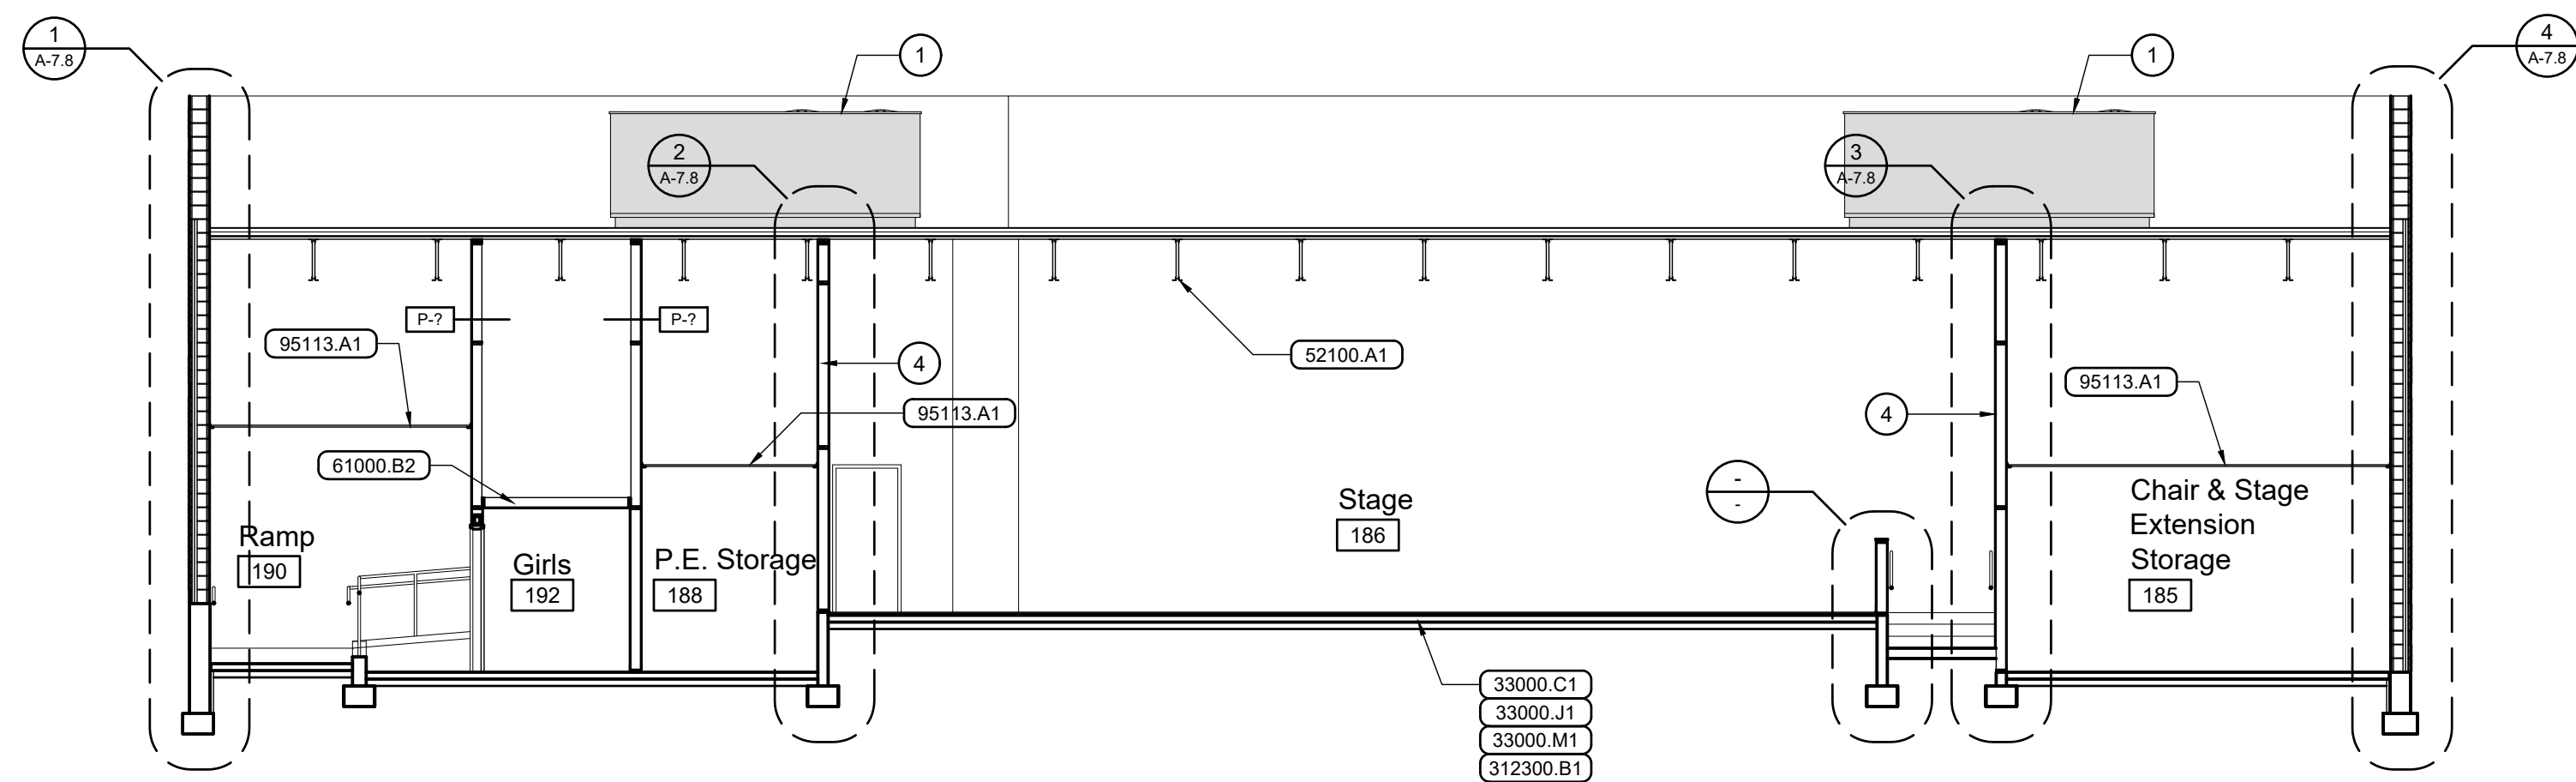 1
A-7.8
1
1
4
A-7.8
2
A-7.8
3
A-7.8
P-?
P-?
95113.A1
4
52100.A1
95113.A1
95113.A1
4
61000.B2
-
-
Stage
186
Chair & Stage
Extension
Storage
185
Ramp
190
Girls
192
P.E. Storage
188
33000.C1
33000.J1
33000.M1
312300.B1